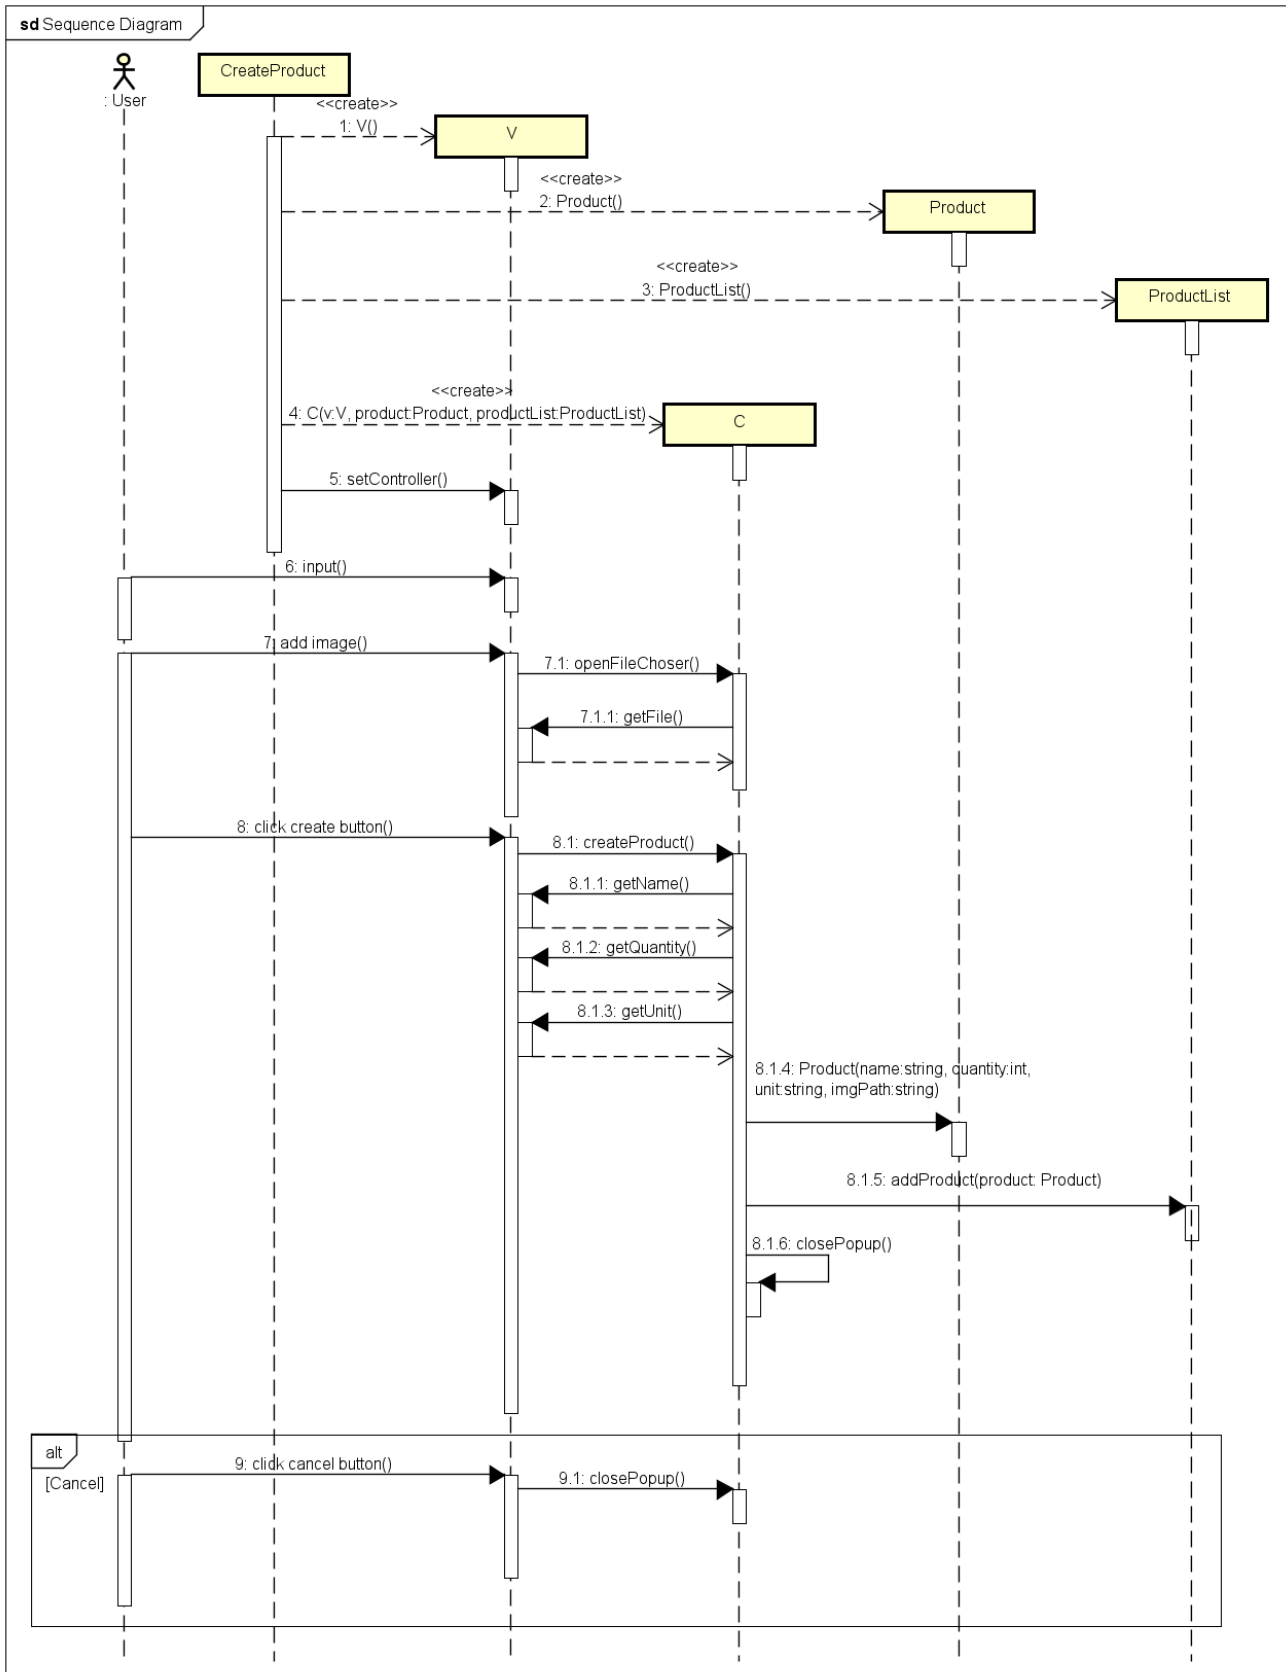 sd Sequence Diagram
: User
CreateProduct
<<create>>
1: V()
V
<<create>>
2: Product()
Product
<<create>>
3: ProductList()
ProductList
<<create>>
4: C(v:V, product:Product, productList:ProductList)
C
5: setController()
6: input()
7: add image()
7.1: openFileChoser()
7.1.1: getFile()
8: click create button()
8.1: createProduct()
8.1.1: getName()
8.1.2: getQuantity()
8.1.3: getUnit()
8.1.4: Product(name:string, quantity:int,
unit:string, imgPath:string)
8.1.5: addProduct(product: Product)
8.1.6: closePopup()
alt
[Cancel]
9: click cancel button()
9.1: closePopup()